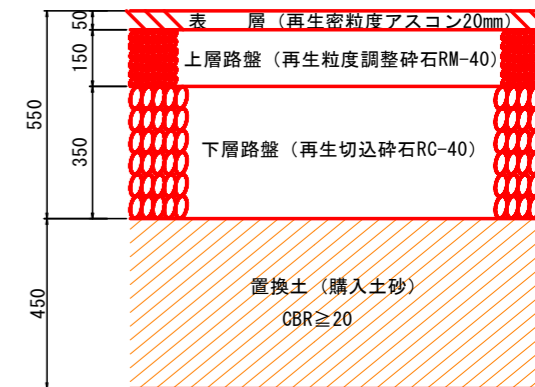 50
表　層（再生密粒度アスコン20mm）
150
上層路盤（再生粒度調整砕石RM-40）
550
350
下層路盤（再生切込砕石RC-40）
450
置換土（購入土砂）
CBR≧20